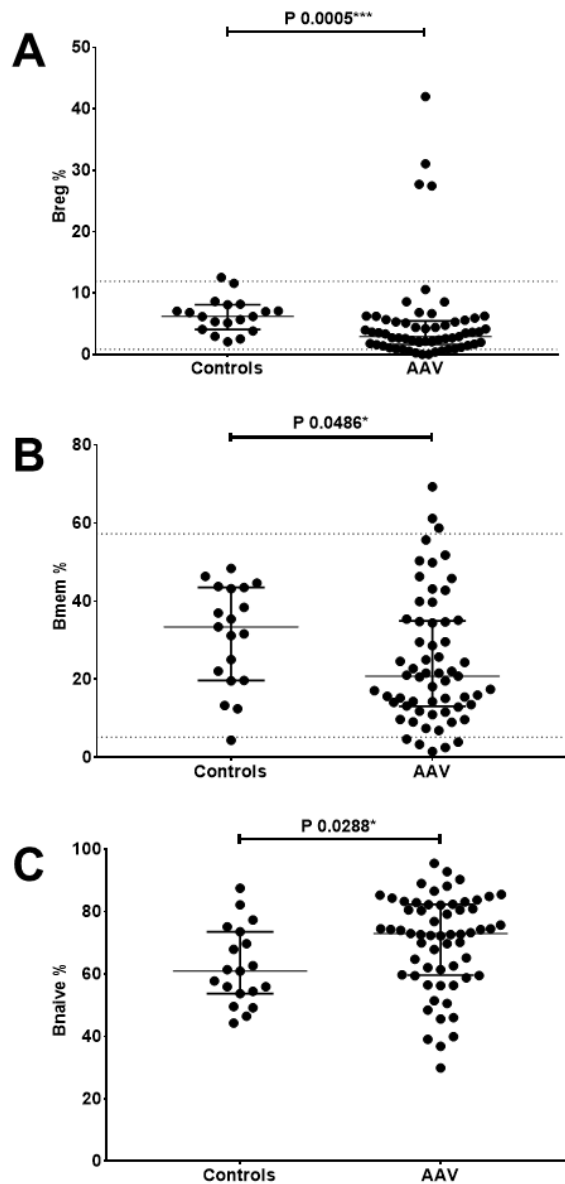 A
P 0.0005***
50
40
30
20
10
0
Breg %
Controls AAV
B
P 0.0486*
80
60
40
20
0
Bmem %
Controls AAV
C
P 0.0288*
100
80
60
40
20
0
Bnaive %
Controls AAV